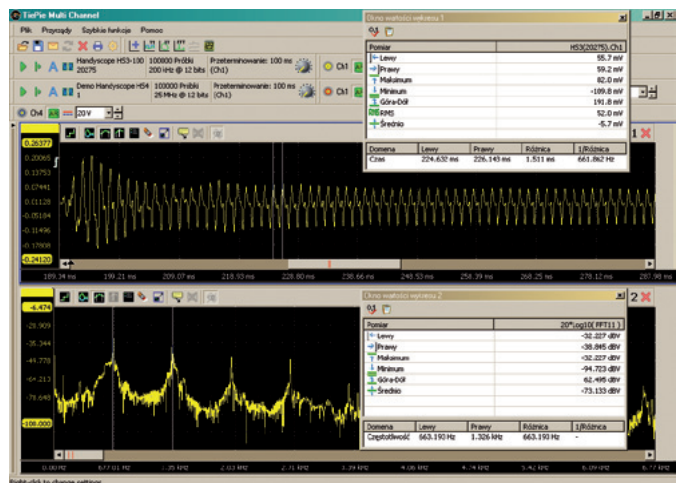 TiePie Multi Channel
Plik Przyrządy Szybkie funkcje Pomoc
Handyscope HS3-100 100000 Próbki Przeterminowanie: 100 ms Ch1
20275 200 kHz @ 12 bits (Ch1)
Demo Handyscope HS4 100000 Próbki Przeterminowanie: 100 ms Ch1
1 25 MHz @ 12 bits (Ch1)
Ch4 20 V
Okno wartości wykresu 1
Pomiar HS3(20275).Ch1
Lewy 55.7 mV
Prawy 59.2 mV
Maksimum 82.0 mV
Minimum -109.8 mV
Góra-Dół 191.8 mV
RMS 52.0 mV
Średnio -5.7 mV
Domena Lewy Prawy Różnica 1/Różnica
Czas 224.632 ms 226.143 ms 1.511 ms 661.862 Hz
1
0.26377
0.20065
0.13753
0.07441
0.01128
-0.05184
-0.11496
-0.17808
-0.24120
189.34 ms 199.21 ms 209.07 ms 218.93 ms 228.80 ms 238.66 ms 248.53 ms 258.39 ms 268.25 ms 278.12 ms 287.98 ms
2
Okno wartości wykresu 2
Pomiar 20*log10( FFT11 )
Lewy -32.227 dBV
Prawy -38.845 dBV
Maksimum -32.227 dBV
Minimum -94.723 dBV
Góra-Dół 62.495 dBV
Średnio -73.133 dBV
Domena Lewy Prawy Różnica 1/Różnica
Częstotliwość 663.193 Hz 1.326 kHz 663.193 Hz -
-6.474
-20.909
-35.344
-49.778
-64.213
-78.648
-100.000
0.00 Hz 677.01 Hz 1.35 kHz 2.03 kHz 2.71 kHz 3.39 kHz 4.06 kHz 4.74 kHz 5.42 kHz 6.09 kHz 6.77 kHz
Right-click to change settings